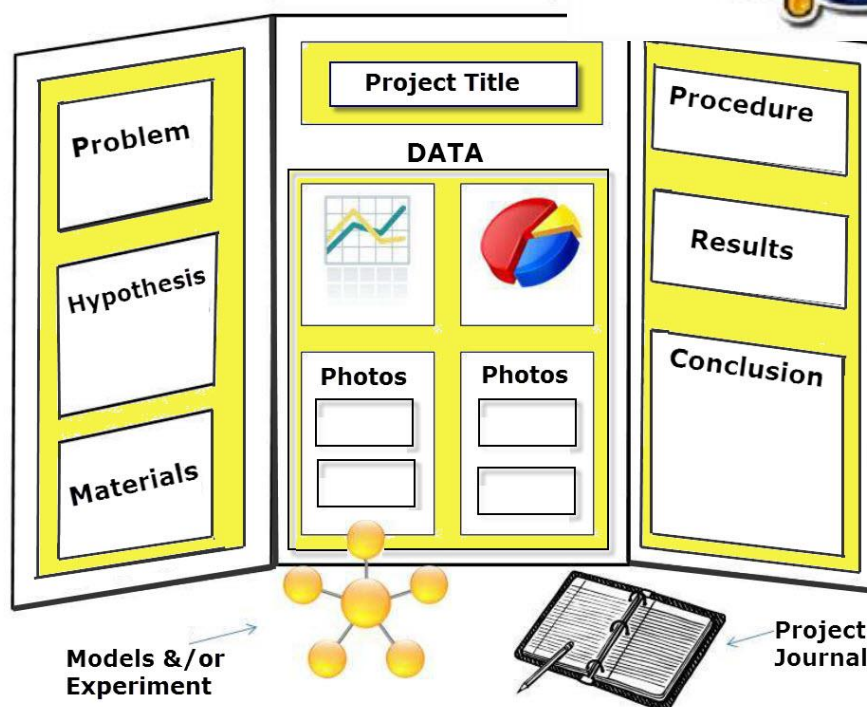 Problem
Hypothesis
Materials
Project Title
DATA
Photos
Photos
Procedure
Results
Conclusion
Models &/or
Experiment
Project
Journal